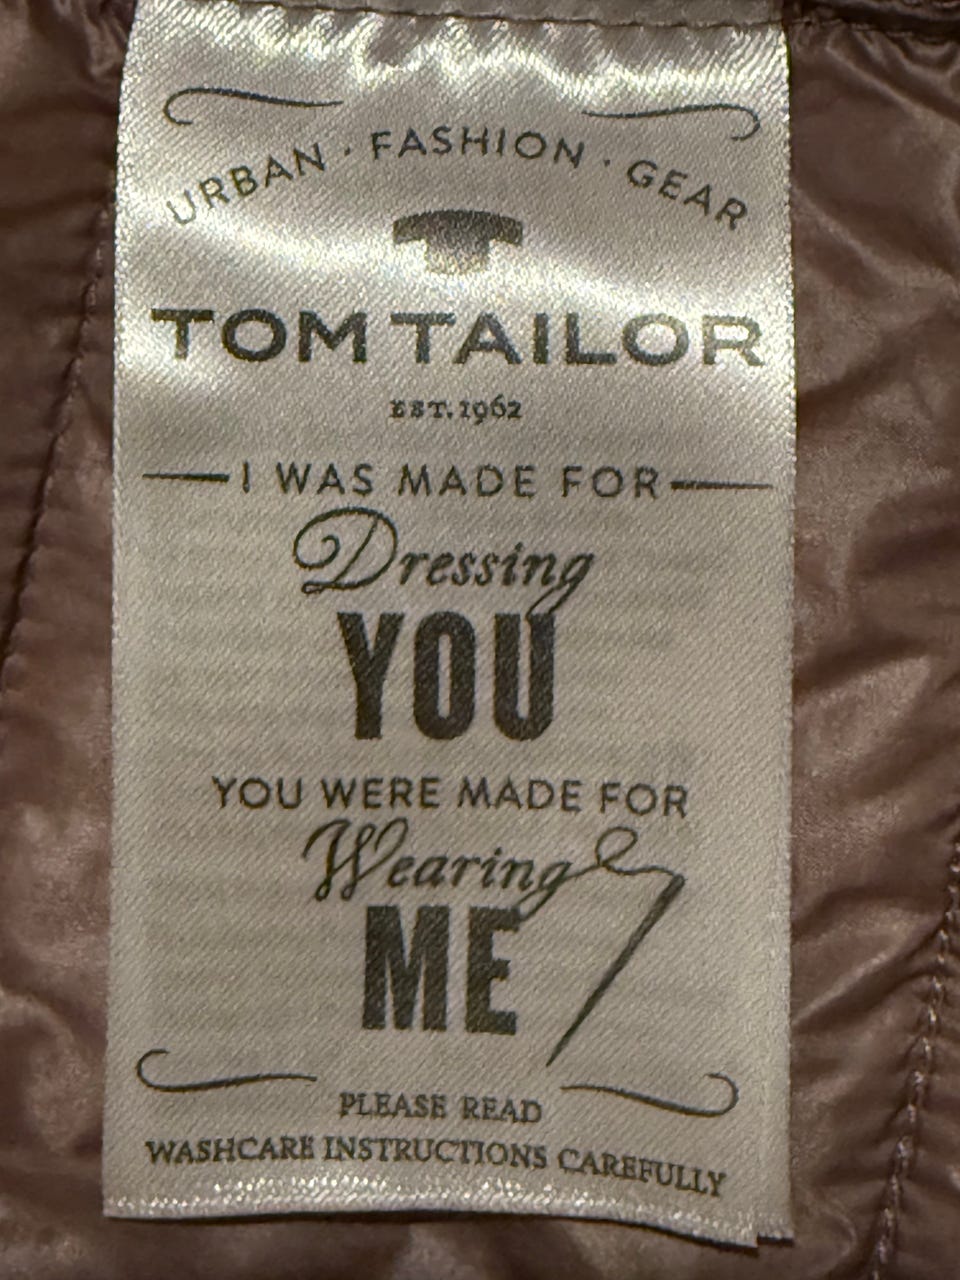 URBAN · FASHION · GEAR
TOM TAILOR
EST. 1962
I WAS MADE FOR
Dressing
YOU
YOU WERE MADE FOR
Wearing
ME
PLEASE READ
WASHCARE INSTRUCTIONS CAREFULLY